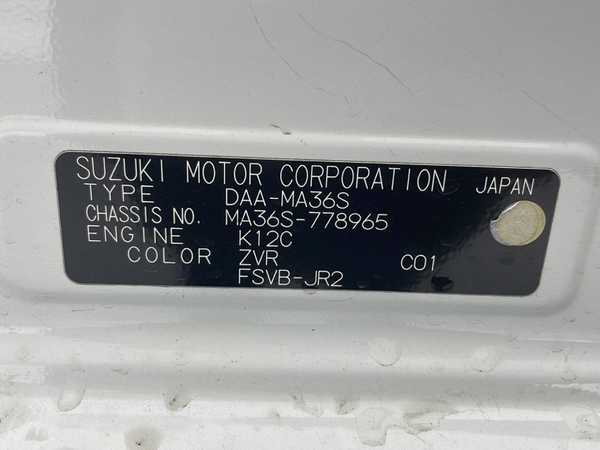 SUZUKI MOTOR CORPORATION JAPAN
TYPE DAA-MA36S
CHASSIS NO. MA36S-778965
ENGINE K12C
COLOR ZVR C01
FSVB-JR2